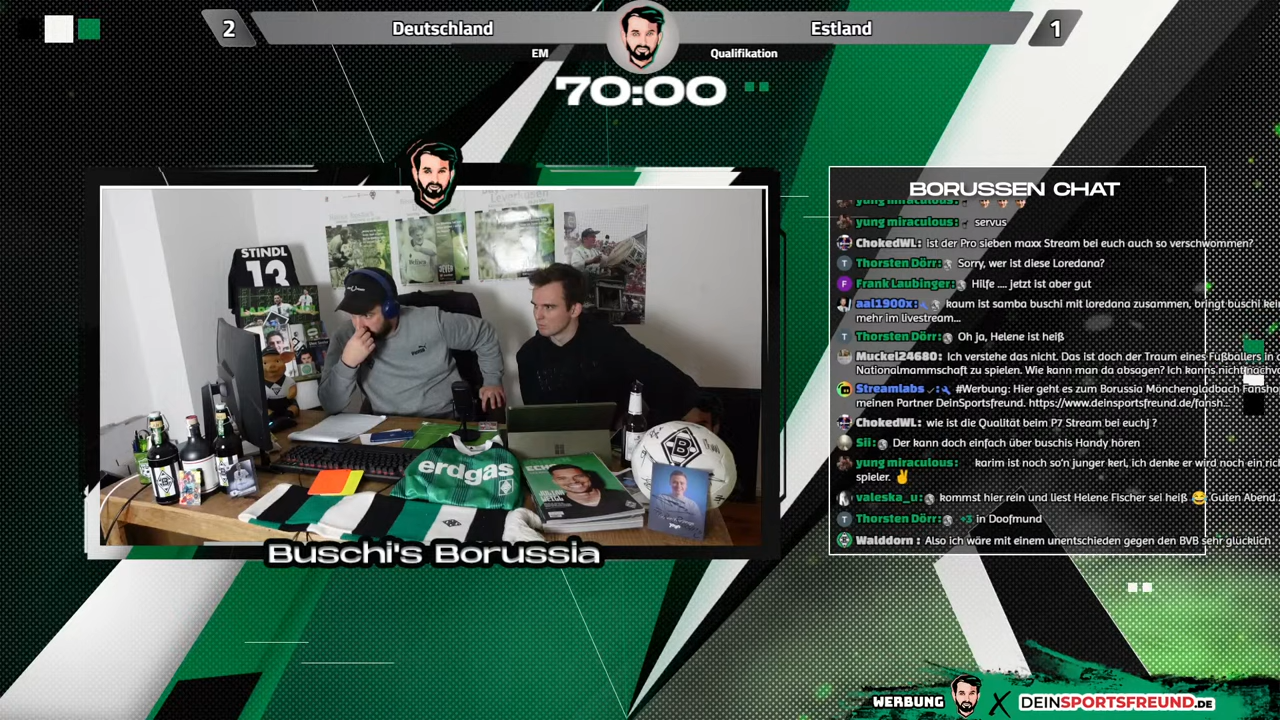 2
Deutschland
Estland
1
EM
Qualifikation
70:00
BORUSSEN CHAT
yung miraculous:
yung miraculous: servus
ChokedWL: ist der Pro sieben maxx Stream bei euch auch so verschwommen?
Thorsten Dörr: Sorry, wer ist diese Loredana?
Frank Laubinger: Hilfe .... jetzt ist aber gut
aal1900x: kaum ist samba buschi mit loredana zusammen, bringt
mehr im livestream...
Thorsten Dörr: Oh ja, Helene ist heiß
Muckel24680: Ich verstehe das nicht. Das ist doch der Traum eines Fußballers in
Nationalmammschaft zu spielen. Wie kann man da absagen? Ich kanns nicht
Streamlabs: #Werbung: Hier geht es zum Borussia Mönchengladbach
meinen Partner DeinSportsfreund. https://www.deinsportsfreund.de/fansh...
ChokedWL: wie ist die Qualität beim P7 Stream bei euchj ?
Sii: Der kann doch einfach über buschis Handy hören
yung miraculous: karim ist noch so'n junger kerl, ich denke er wird noch ein
spieler. ✌
valeska_u: kommst hier rein und liest Helene Fischer sei heiß 😂 Guten Abend
Thorsten Dörr: +3 in Doofmund
Walddorn : Also ich wäre mit einem unentschieden gegen den BVB sehr glücklich .
STINDL
13
erdgas
ECHO
Buschi's Borussia
WERBUNG
X
DEINSPORTSFREUND.DE